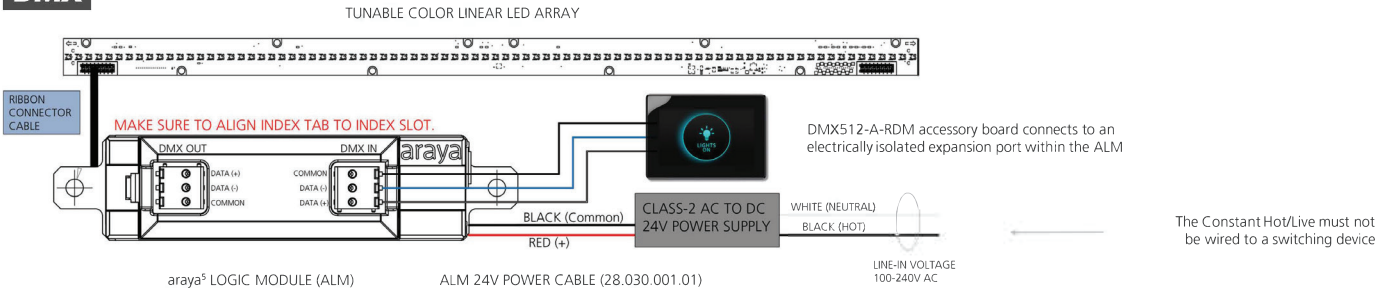 DMX
TUNABLE COLOR LINEAR LED ARRAY
RIBBON
CONNECTOR
CABLE
MAKE SURE TO ALIGN INDEX TAB TO INDEX SLOT.
DMX OUT
DMX IN
araya
DATA (+)
DATA (-)
COMMON
COMMON
DATA (-)
DATA (+)
LIGHTS
ON
DMX512-A-RDM accessory board connects to an
electrically isolated expansion port within the ALM
BLACK (Common)
RED (+)
CLASS-2 AC TO DC
24V POWER SUPPLY
WHITE (NEUTRAL)
BLACK (HOT)
LINE-IN VOLTAGE
100-240V AC
The Constant Hot/Live must not
be wired to a switching device
araya⁵ LOGIC MODULE (ALM)
ALM 24V POWER CABLE (28.030.001.01)